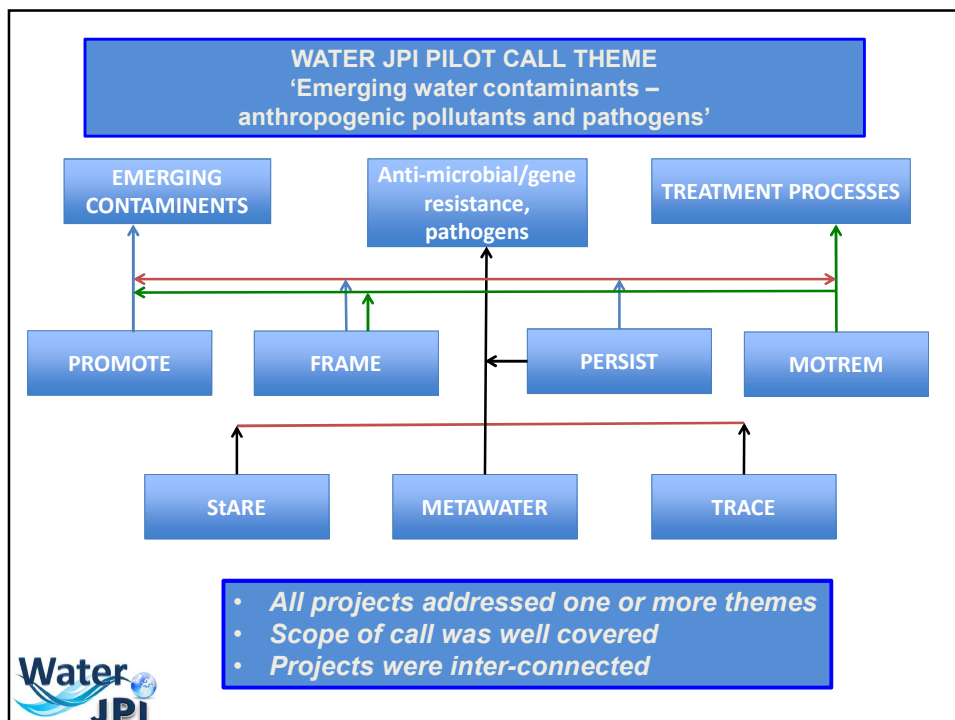 WATER JPI PILOT CALL THEME
‘Emerging water contaminants –
anthropogenic pollutants and pathogens’
EMERGING
CONTAMINENTS
Anti-microbial/gene
resistance,
pathogens
TREATMENT PROCESSES
PROMOTE
FRAME
PERSIST
MOTREM
StARE
METAWATER
TRACE
• All projects addressed one or more themes
• Scope of call was well covered
• Projects were inter-connected
Water
JPI